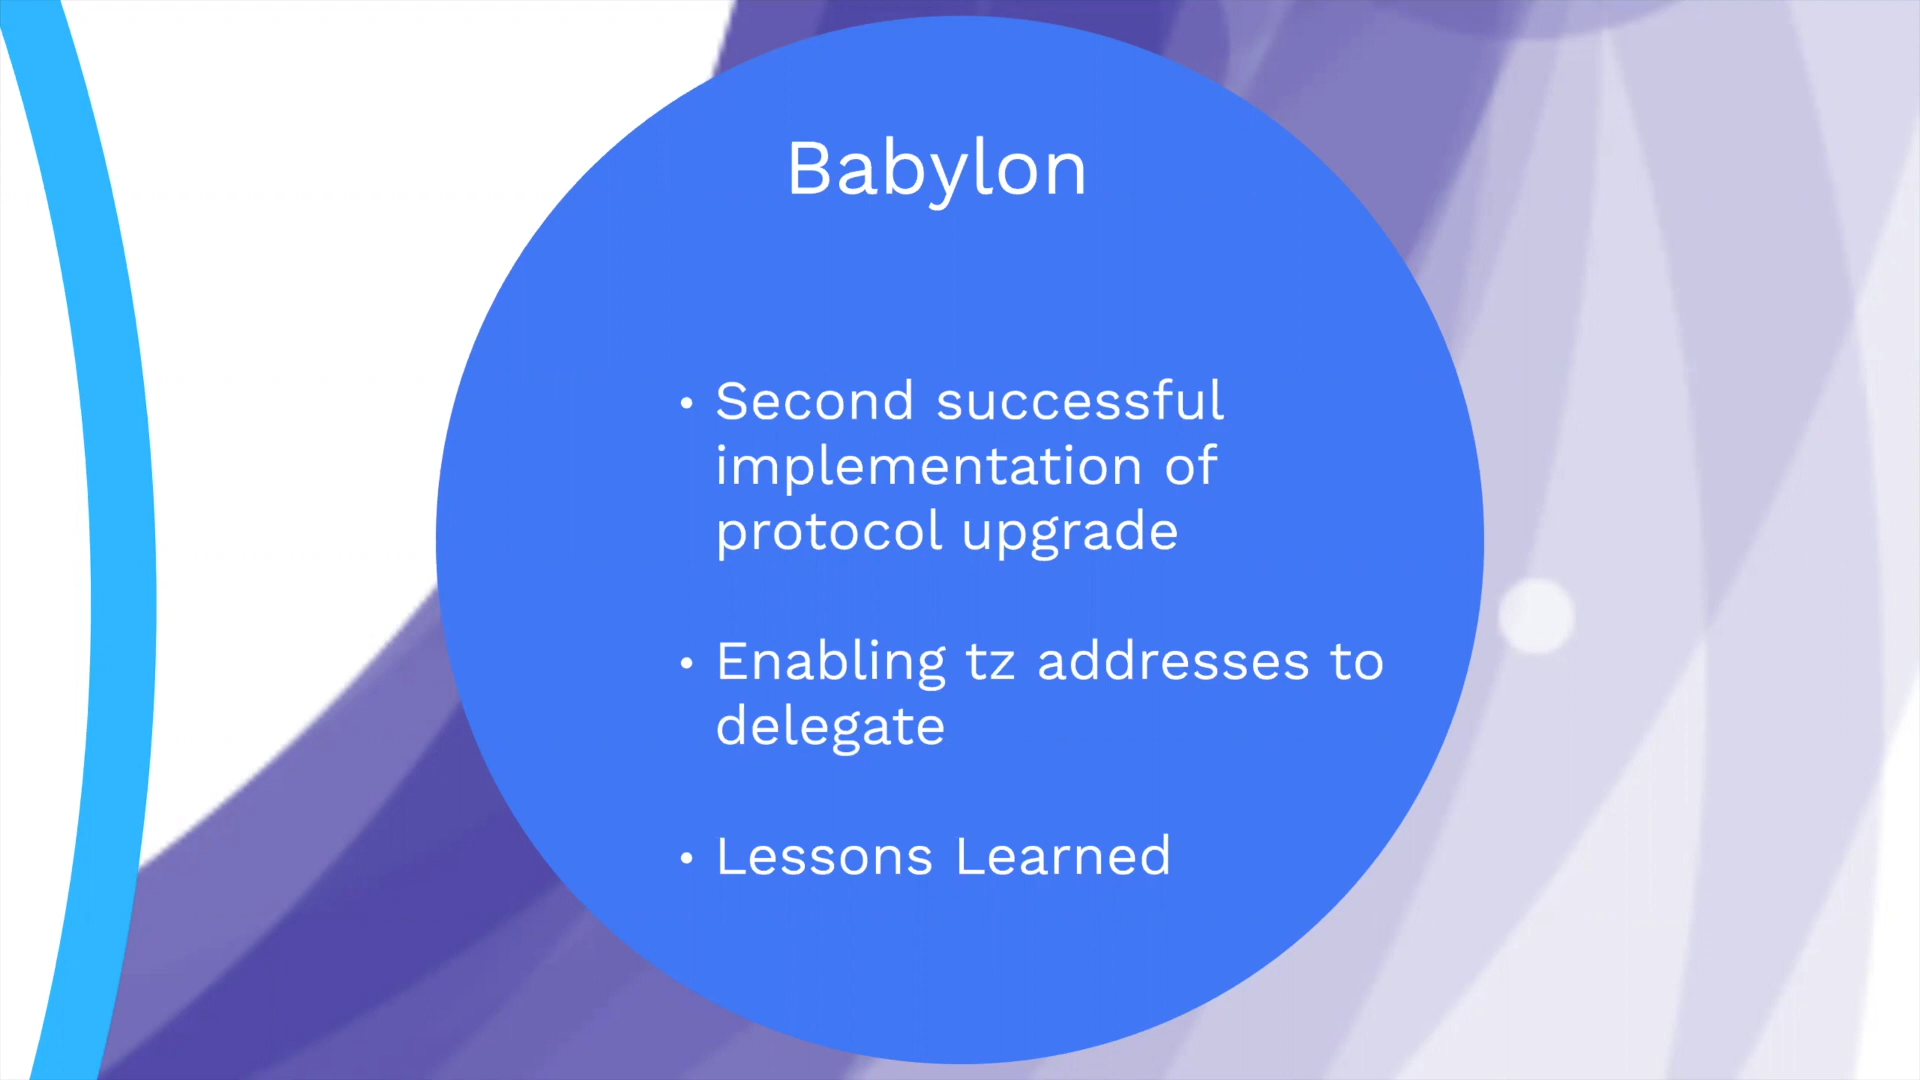 Babylon
• Second successful
implementation of
protocol upgrade
• Enabling tz addresses to
delegate
• Lessons Learned